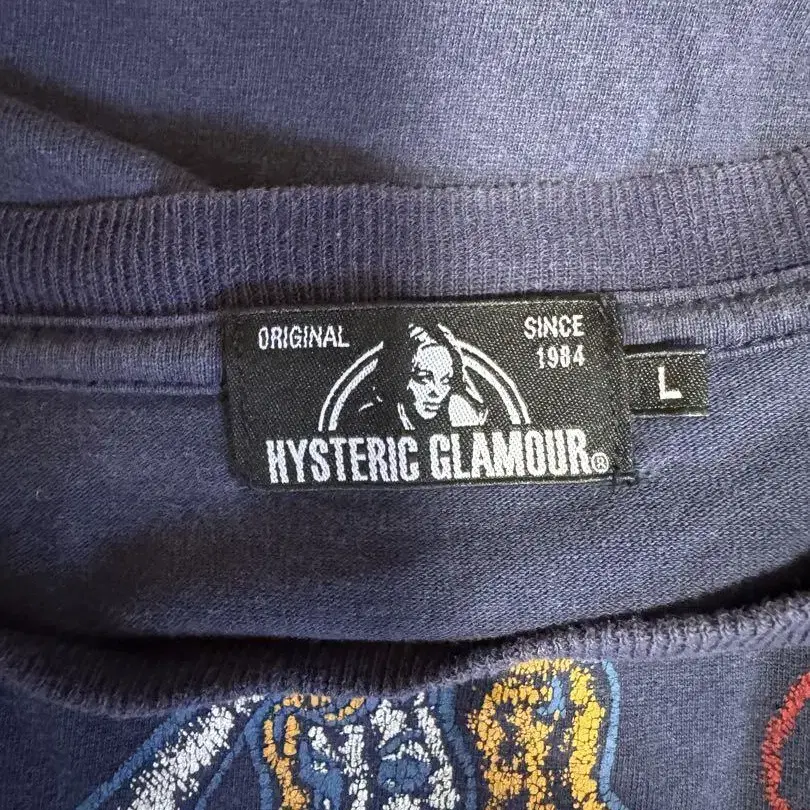 ORIGINAL
SINCE
1984
L
HYSTERIC GLAMOUR®